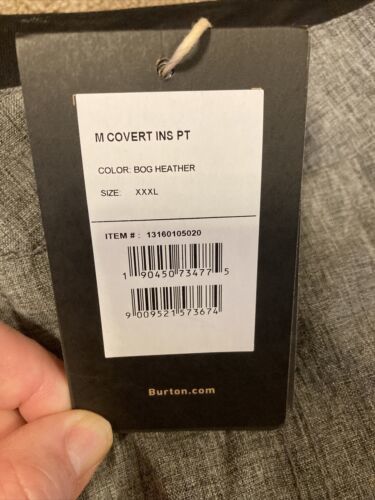 M COVERT INS PT
COLOR: BOG HEATHER
SIZE: XXXL
ITEM # : 13160105020
1 90450 73477 5
9 009521 573674
Burton.com